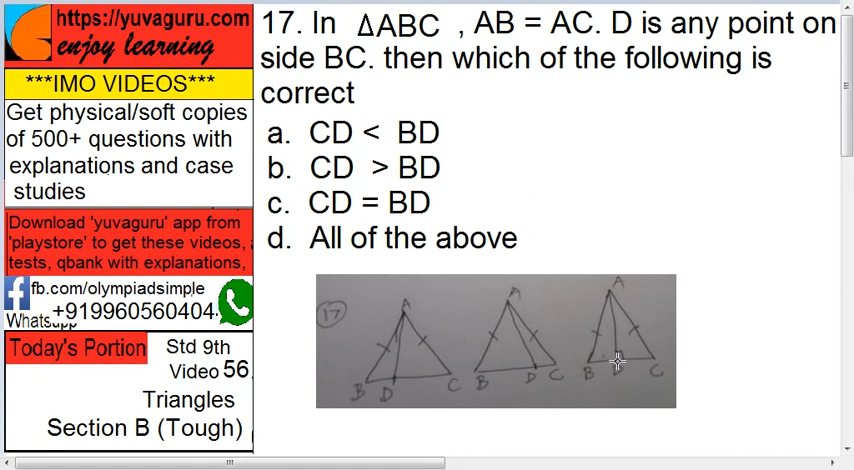 https://yuvaguru.com
enjoy learning
***IMO VIDEOS***
Get physical/soft copies
of 500+ questions with
explanations and case
studies
Download 'yuvaguru' app from
'playstore' to get these videos,
tests, qbank with explanations,
f fb.com/olympiadsimple
+919960560404
Whatsapp
Today's Portion Std 9th
Video 56
Triangles
Section B (Tough)
17. In ΔABC , AB = AC. D is any point on
side BC. then which of the following is
correct
a. CD < BD
b. CD > BD
c. CD = BD
d. All of the above
17
A A A
B D C B D C B D C